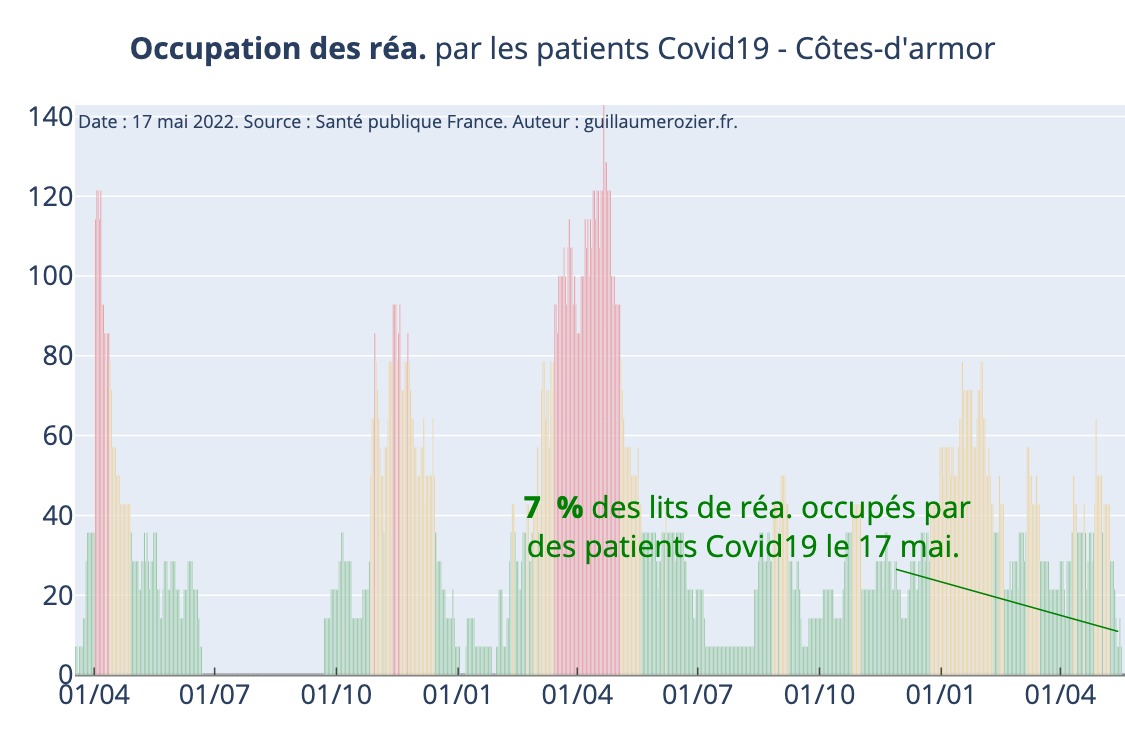 Occupation des réa. par les patients Covid19 - Côtes-d'armor
140
Date : 17 mai 2022. Source : Santé publique France. Auteur : guillaumerozier.fr.
120
100
80
60
40
20
0
7 % des lits de réa. occupés par
des patients Covid19 le 17 mai.
01/04 01/07 01/10 01/01 01/04 01/07 01/10 01/01 01/04